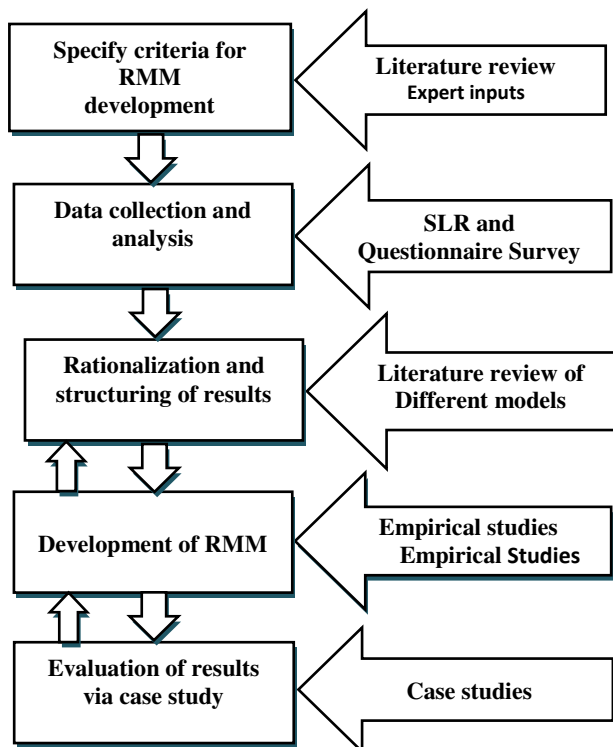 Specify criteria for
RMM
development
Literature review
Expert inputs
Data collection and
analysis
SLR and
Questionnaire Survey
Rationalization and
structuring of results
Literature review of
Different models
Development of RMM
Empirical studies
Empirical Studies
Evaluation of results
via case study
Case studies